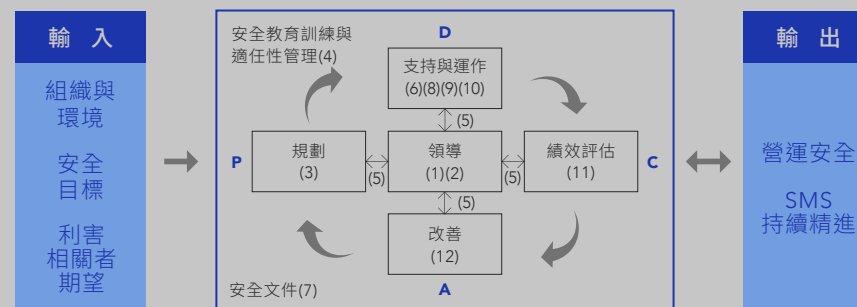 輸 入
組織與
環境
安全
目標
利害
相關者
期望
安全教育訓練與
適任性管理(4)
D
支持與運作
(6)(8)(9)(10)
(5)
P
規劃
(3)
(5)
領導
(1)(2)
(5)
績效評估
(11)
C
(5)
改善
(12)
安全文件(7)
A
輸 出
營運安全
SMS
持續精進